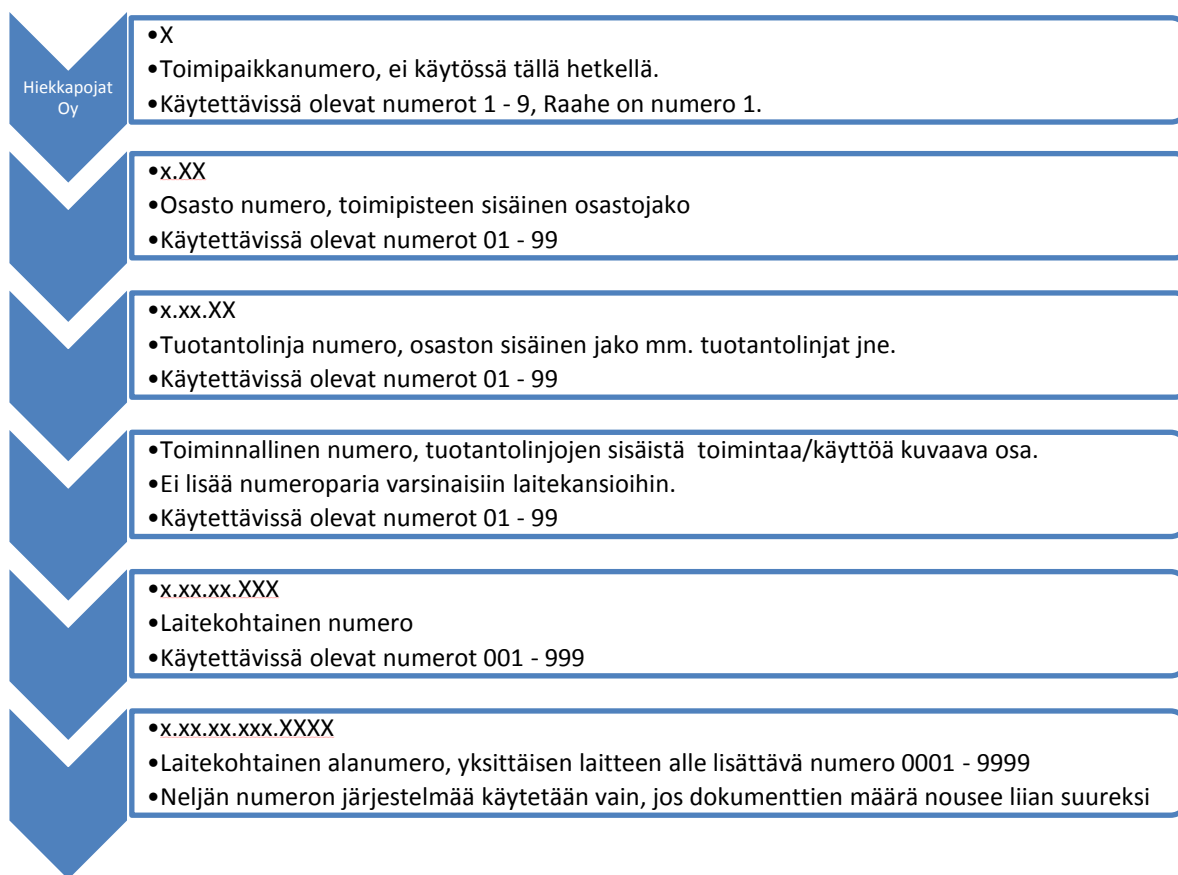 Hiekkapojat
Oy
•X
•Toimipaikkanumero, ei käytössä tällä hetkellä.
•Käytettävissä olevat numerot 1 - 9, Raahe on numero 1.
•x.XX
•Osasto numero, toimipisteen sisäinen osastojako
•Käytettävissä olevat numerot 01 - 99
•x.xx.XX
•Tuotantolinja numero, osaston sisäinen jako mm. tuotantolinjat jne.
•Käytettävissä olevat numerot 01 - 99
•Toiminnallinen numero, tuotantolinjojen sisäistä toimintaa/käyttöä kuvaava osa.
•Ei lisää numeroparia varsinaisiin laitekansioihin.
•Käytettävissä olevat numerot 01 - 99
•x.xx.xx.XXX
•Laitekohtainen numero
•Käytettävissä olevat numerot 001 - 999
•x.xx.xx.xxx.XXXX
•Laitekohtainen alanumero, yksittäisen laitteen alle lisättävä numero 0001 - 9999
•Neljän numeron järjestelmää käytetään vain, jos dokumenttien määrä nousee liian suureksi